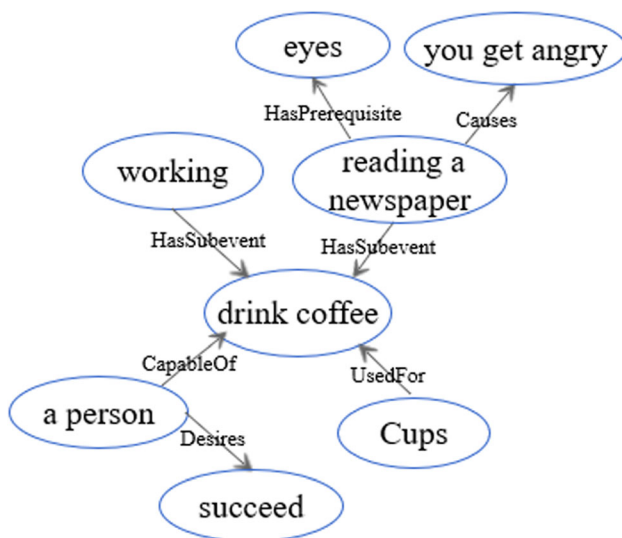 eyes
you get angry
HasPrerequisite
Causes
working
reading a
newspaper
HasSubevent
HasSubevent
drink coffee
CapableOf
UsedFor
a person
Desires
Cups
succeed